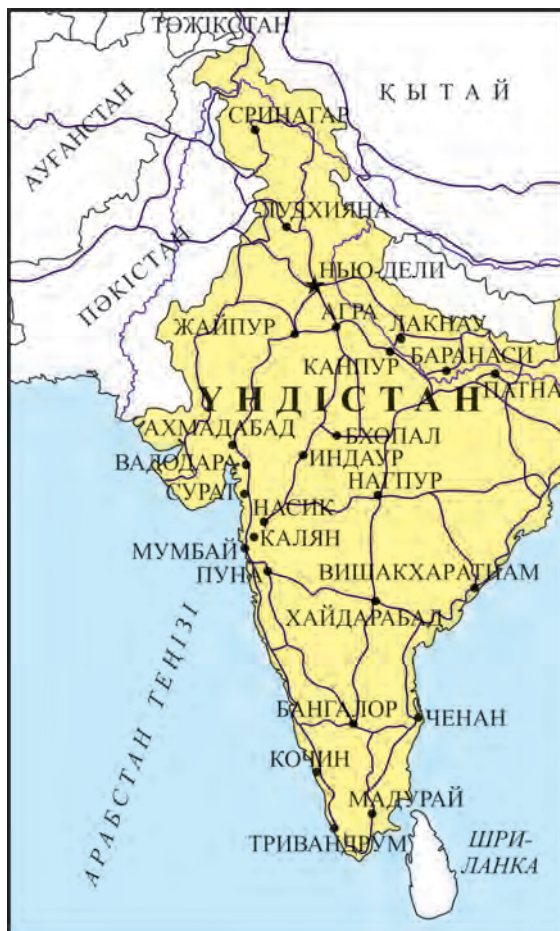 ТӘЖІКСТАН
ҚЫТАЙ
АУҒАНСТАН
СРИНАГАР
ЛУДХИЯНА
ПӘКІСТАН
НЬЮ-ДЕЛИ
АГРА
ЖАЙПУР
ЛАКНАУ
КАНПУР
БАРАНАСИ
ПАТНА
ҮНДІСТАН
АХМАДАБАД
БХОПАЛ
ВАДОДАРА
ИНДАУР
СУРАТ
НАГПУР
НАСИК
КАЛЯН
МУМБАЙ
ПУНА
ВИШАКХАРАТНАМ
ХАЙДАРАБАД
АРАБСТАН ТЕҢІЗІ
БАНГАЛОР
ЧЕНАН
КОЧИН
МАДУРАЙ
ТРИВАНДРУМ
ШРИ-
ЛАНКА